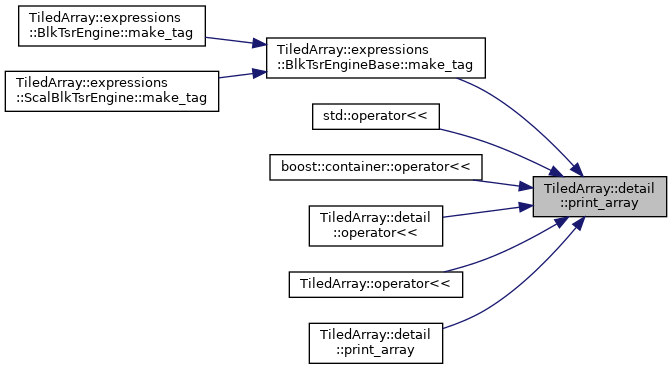 TiledArray::expressions
::BlkTsrEngine::make_tag
TiledArray::expressions
::ScalBlkTsrEngine::make_tag
TiledArray::expressions
::BlkTsrEngineBase::make_tag
std::operator<<
boost::container::operator<<
TiledArray::detail
::operator<<
TiledArray::operator<<
TiledArray::detail
::print_array
TiledArray::detail
::print_array